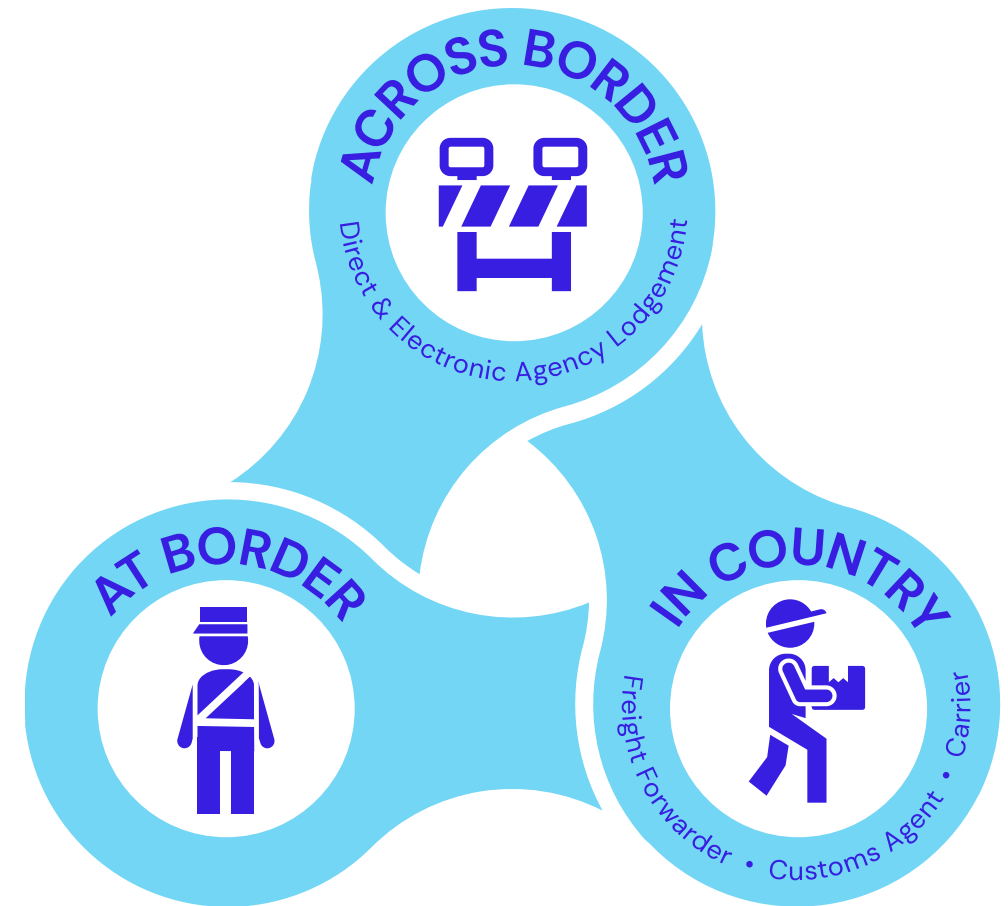 ACROSS BORDER
Direct & Electronic Agency Lodgement
AT BORDER
IN COUNTRY
Freight Forwarder • Customs Agent • Carrier